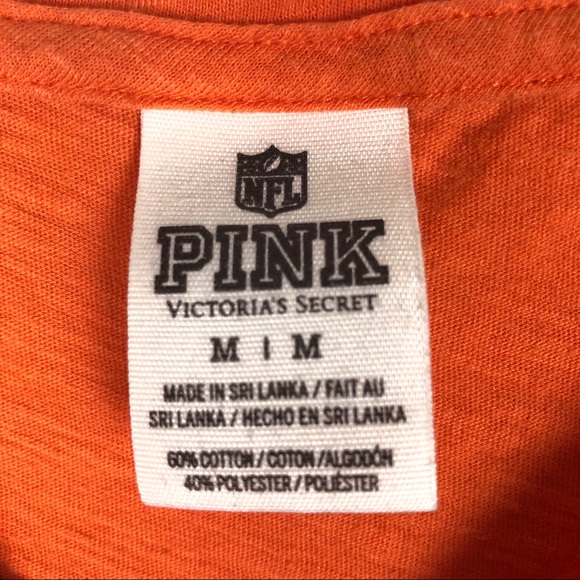 NFL
PINK
VICTORIA'S SECRET
M | M
MADE IN SRI LANKA / FAIT AU
SRI LANKA / HECHO EN SRI LANKA
60% COTTON / COTON / ALGODÓN
40% POLYESTER / POLIÉSTER